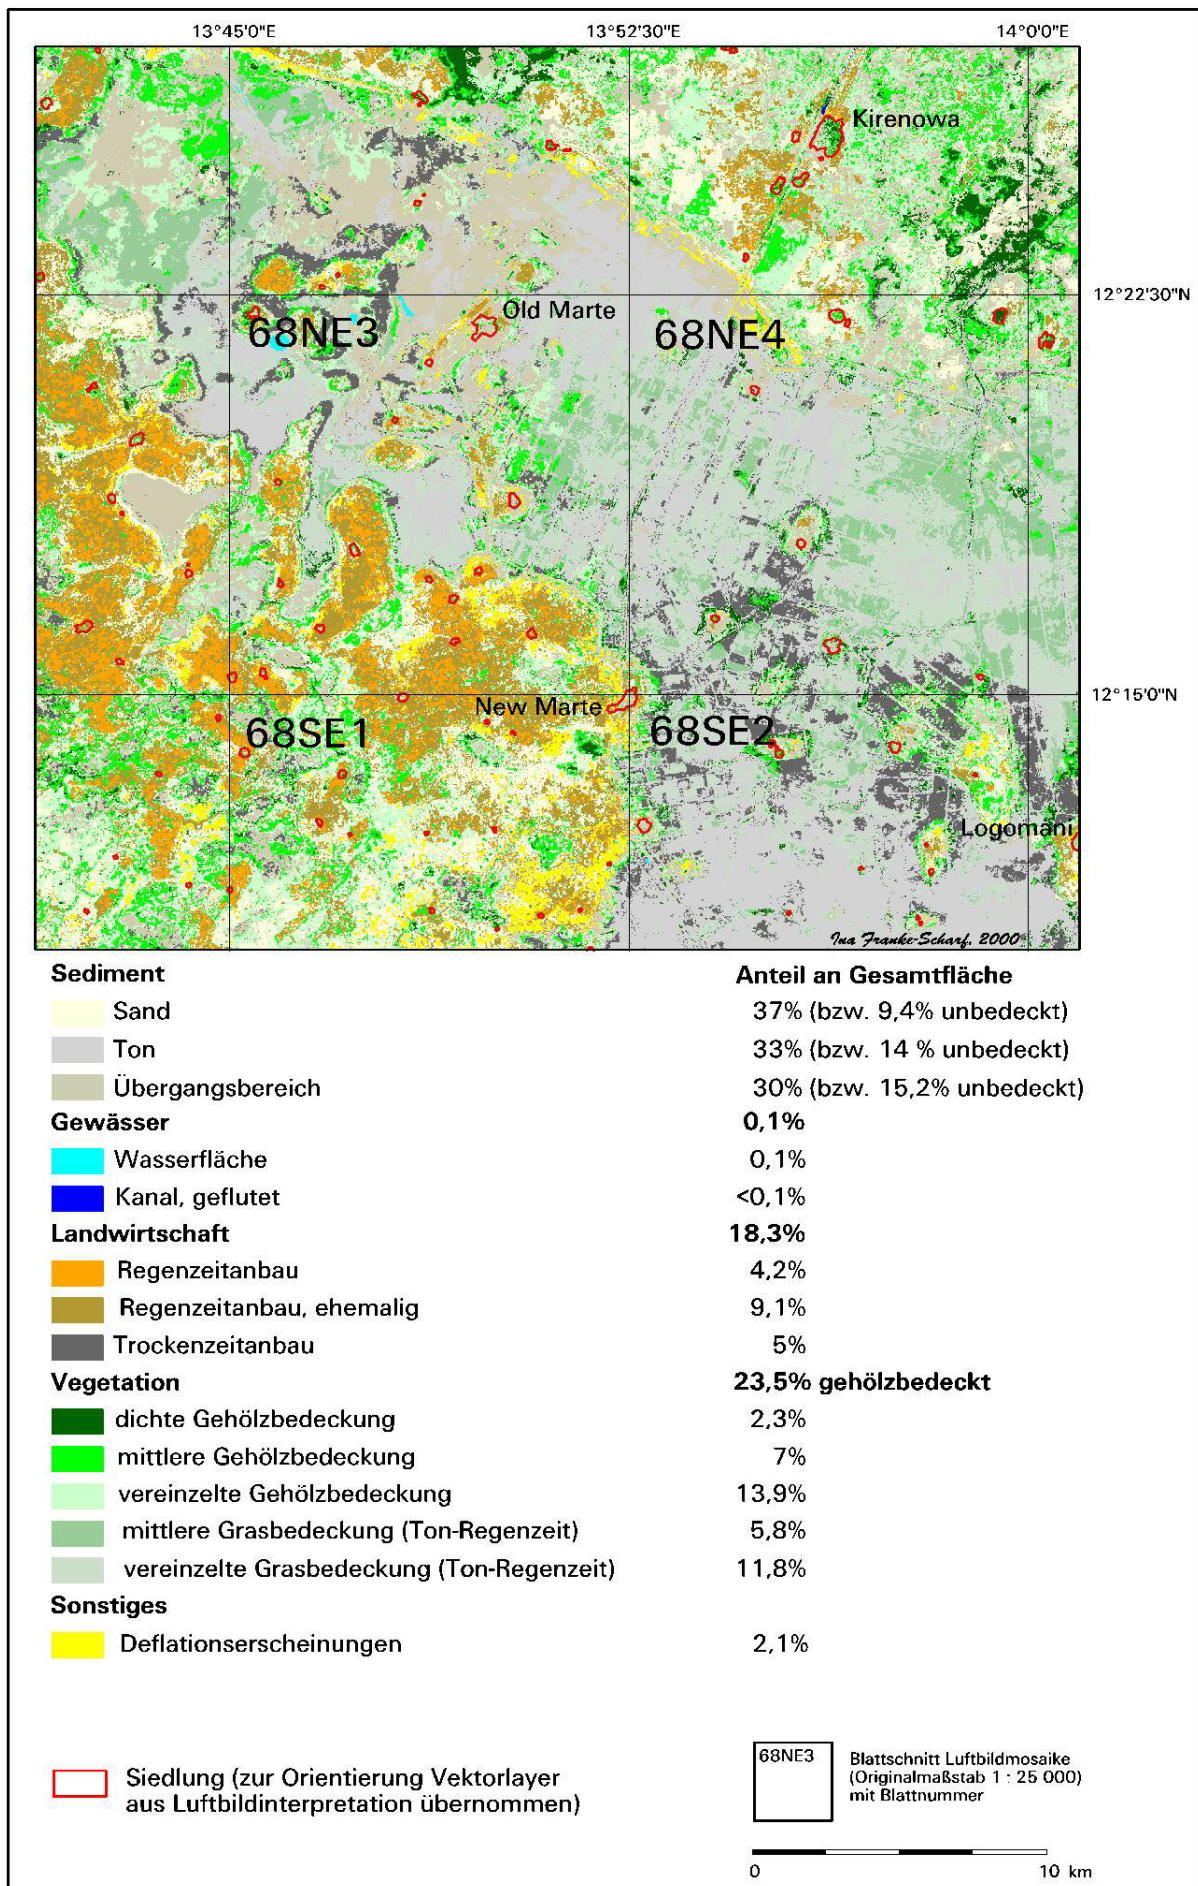 13°45'0"E
13°52'30"E
14°0'0"E
Kirenowa
12°22'30"N
Old Marte
68NE3
68NE4
12°15'0"N
New Marte
68SE1
68SE2
Logomani
Ina Franke-Scharf, 2000
Sediment Anteil an Gesamtfläche
Sand 37% (bzw. 9,4% unbedeckt)
Ton 33% (bzw. 14 % unbedeckt)
Übergangsbereich 30% (bzw. 15,2% unbedeckt)
Gewässer 0,1%
Wasserfläche 0,1%
Kanal, geflutet <0,1%
Landwirtschaft 18,3%
Regenzeitanbau 4,2%
Regenzeitanbau, ehemalig 9,1%
Trockenzeitanbau 5%
Vegetation 23,5% gehölzbedeckt
dichte Gehölzbedeckung 2,3%
mittlere Gehölzbedeckung 7%
vereinzelte Gehölzbedeckung 13,9%
mittlere Grasbedeckung (Ton-Regenzeit) 5,8%
vereinzelte Grasbedeckung (Ton-Regenzeit) 11,8%
Sonstiges
Deflationserscheinungen 2,1%
Siedlung (zur Orientierung Vektorlayer
aus Luftbildinterpretation übernommen)
68NE3
Blattschnitt Luftbildmosaike
(Originalmaßstab 1 : 25 000)
mit Blattnummer
0 10 km